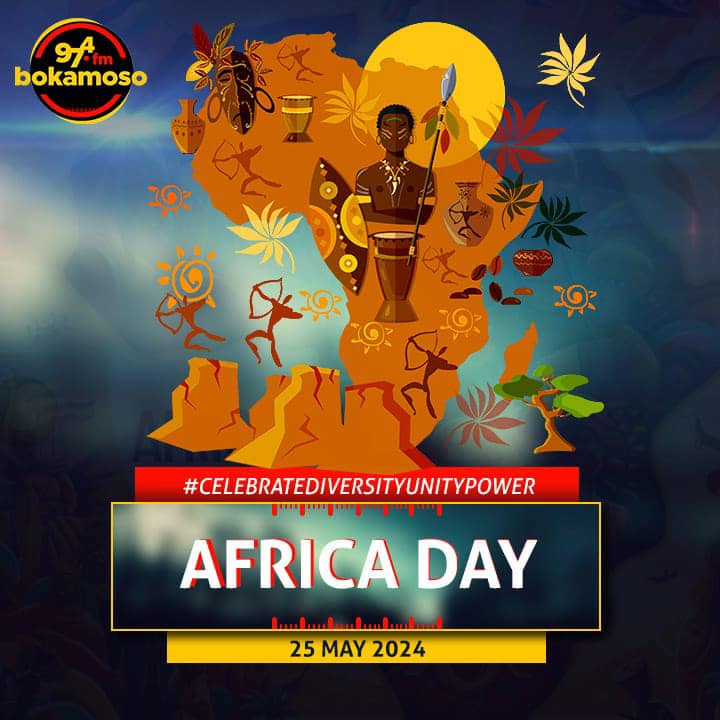 97.4 fm
bokamoso
#CELEBRATEDIVERSITYUNITYPOWER
AFRICA DAY
25 MAY 2024